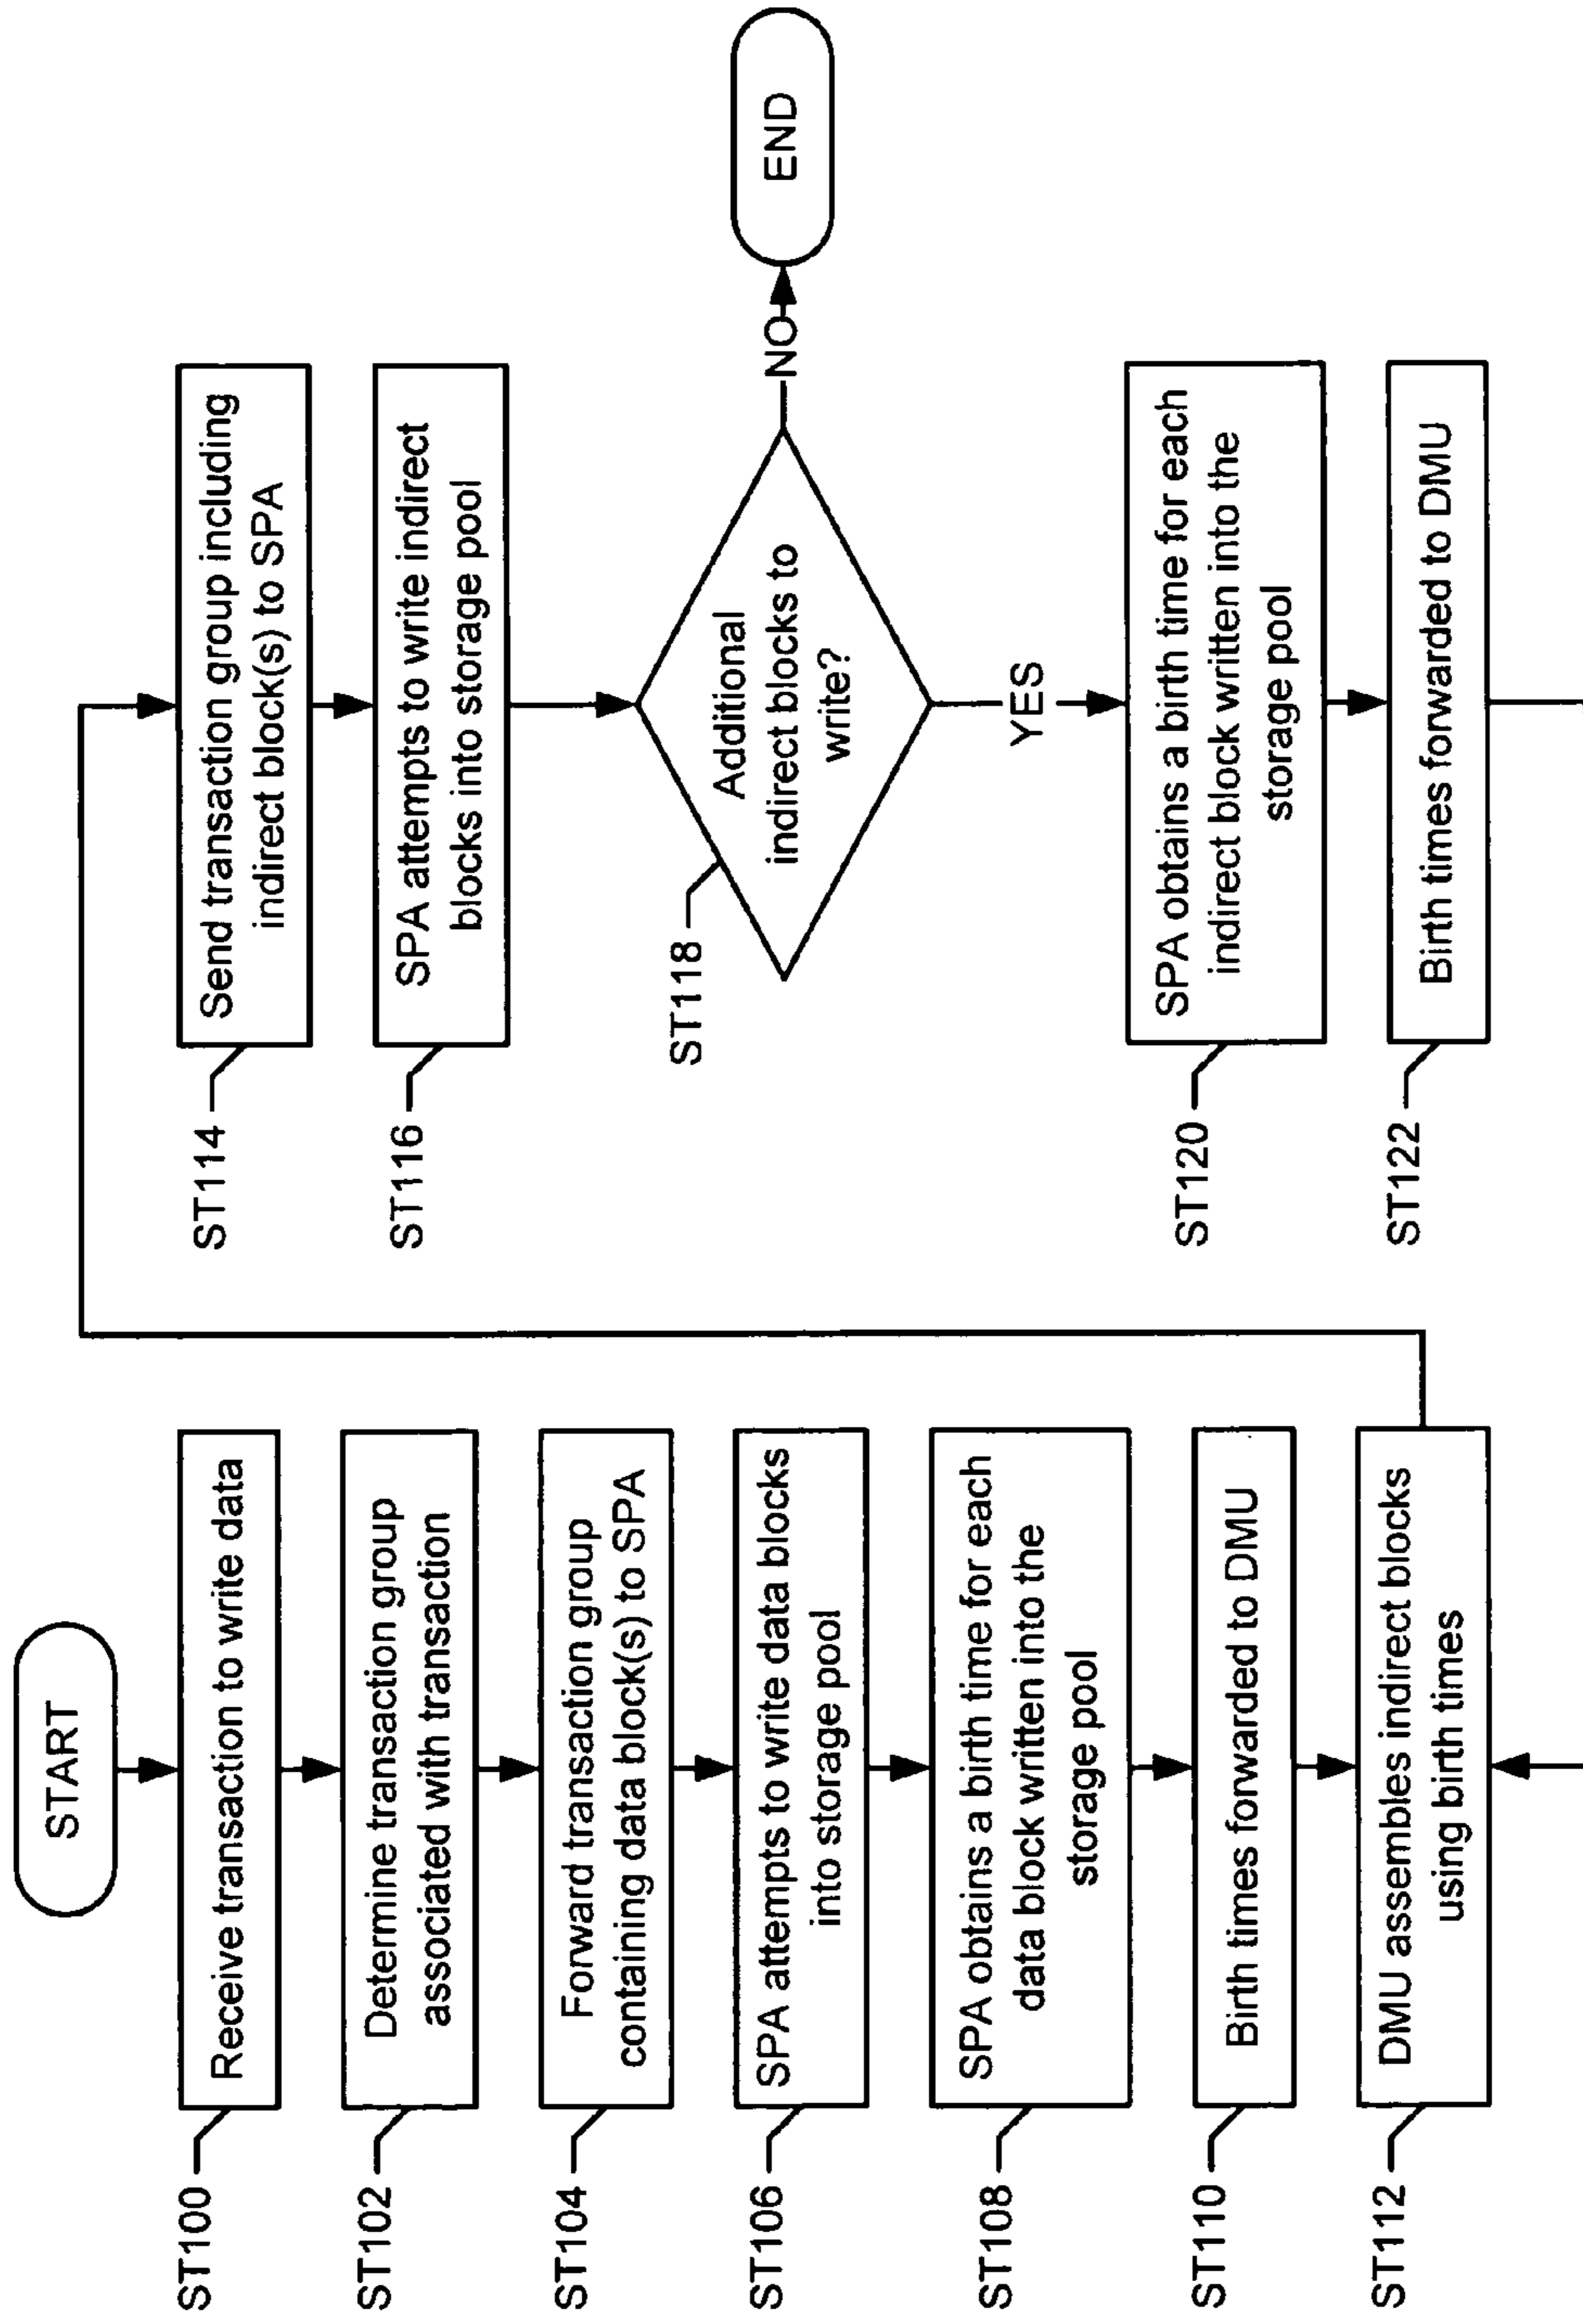 START
ST100
Receive transaction to write data
ST102
Determine transaction group
associated with transaction
ST104
Forward transaction group
containing data block(s) to SPA
ST106
SPA attempts to write data blocks
into storage pool
ST108
SPA obtains a birth time for each
data block written into the
storage pool
ST110
Birth times forwarded to DMU
ST112
DMU assembles indirect blocks
using birth times
ST114
Send transaction group including
indirect block(s) to SPA
ST116
SPA attempts to write indirect
blocks into storage pool
ST118
Additional
indirect blocks to
write?
NO
END
YES
ST120
SPA obtains a birth time for each
indirect block written into the
storage pool
ST122
Birth times forwarded to DMU